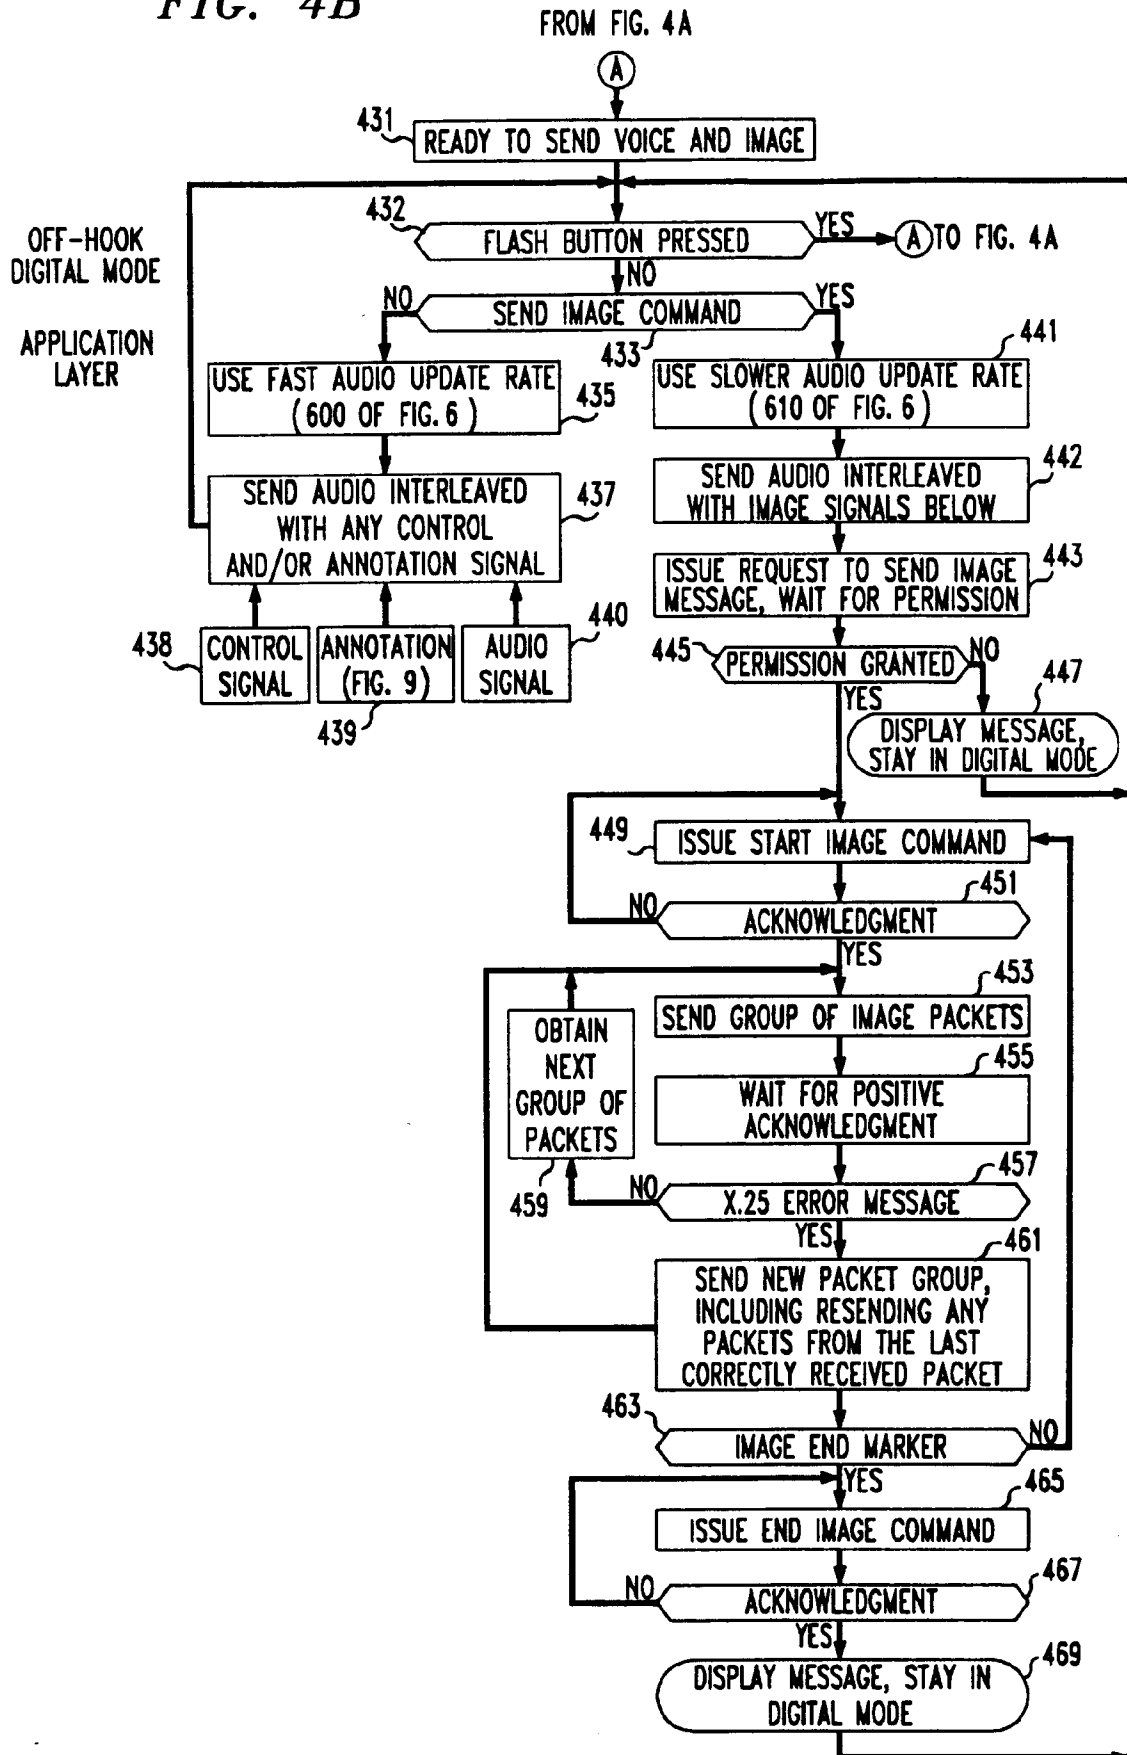 FIG. 4B
FROM FIG. 4A
A
431
READY TO SEND VOICE AND IMAGE
432
FLASH BUTTON PRESSED
YES
A
TO FIG. 4A
OFF-HOOK
DIGITAL MODE
NO
NO
SEND IMAGE COMMAND
YES
433
APPLICATION
LAYER
USE FAST AUDIO UPDATE RATE
(600 OF FIG. 6)
435
441
USE SLOWER AUDIO UPDATE RATE
(610 OF FIG. 6)
SEND AUDIO INTERLEAVED
WITH ANY CONTROL
AND/OR ANNOTATION SIGNAL
437
442
SEND AUDIO INTERLEAVED
WITH IMAGE SIGNALS BELOW
443
ISSUE REQUEST TO SEND IMAGE
MESSAGE, WAIT FOR PERMISSION
438
CONTROL
SIGNAL
ANNOTATION
(FIG. 9)
439
AUDIO
SIGNAL
440
445
PERMISSION GRANTED
NO
YES
447
DISPLAY MESSAGE,
STAY IN DIGITAL MODE
449
ISSUE START IMAGE COMMAND
451
NO
ACKNOWLEDGMENT
YES
453
SEND GROUP OF IMAGE PACKETS
OBTAIN
NEXT
GROUP OF
PACKETS
459
455
WAIT FOR POSITIVE
ACKNOWLEDGMENT
457
NO
X.25 ERROR MESSAGE
YES
461
SEND NEW PACKET GROUP,
INCLUDING RESENDING ANY
PACKETS FROM THE LAST
CORRECTLY RECEIVED PACKET
463
IMAGE END MARKER
NO
YES
465
ISSUE END IMAGE COMMAND
467
NO
ACKNOWLEDGMENT
YES
469
DISPLAY MESSAGE, STAY IN
DIGITAL MODE